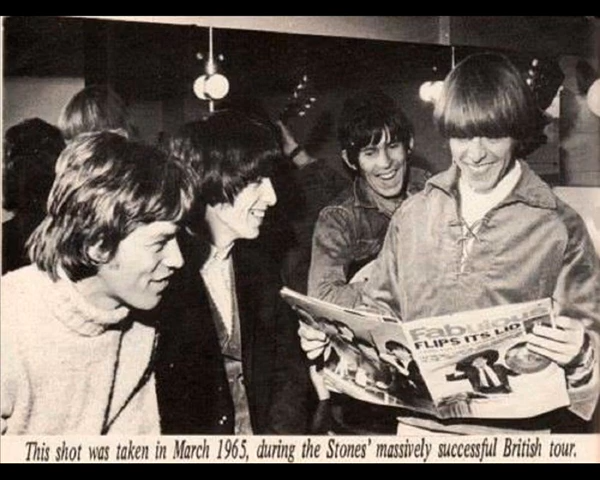 Fabulous
FLIPS ITS LID
This shot was taken in March 1965, during the Stones' massively successful British tour.